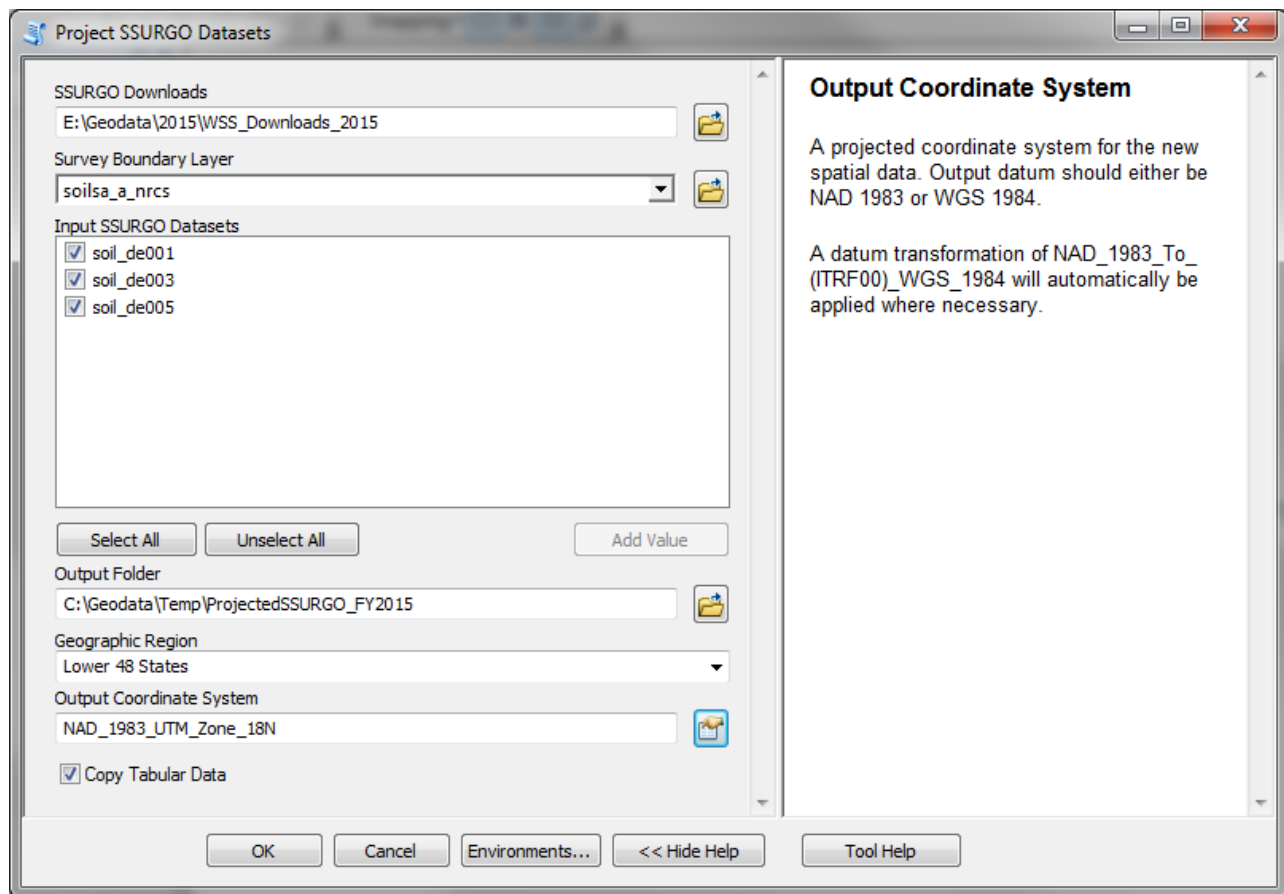 Project SSURGO Datasets
SSURGO Downloads
E:\Geodata\2015\WSS_Downloads_2015
Survey Boundary Layer
soilsa_a_nrcs
Input SSURGO Datasets
soil_de001
soil_de003
soil_de005
Select All
Unselect All
Add Value
Output Folder
C:\Geodata\Temp\ProjectedSSURGO_FY2015
Geographic Region
Lower 48 States
Output Coordinate System
NAD_1983_UTM_Zone_18N
Copy Tabular Data
Output Coordinate System
A projected coordinate system for the new
spatial data. Output datum should either be
NAD 1983 or WGS 1984.
A datum transformation of NAD_1983_To_
(ITRF00)_WGS_1984 will automatically be
applied where necessary.
OK
Cancel
Environments...
<< Hide Help
Tool Help